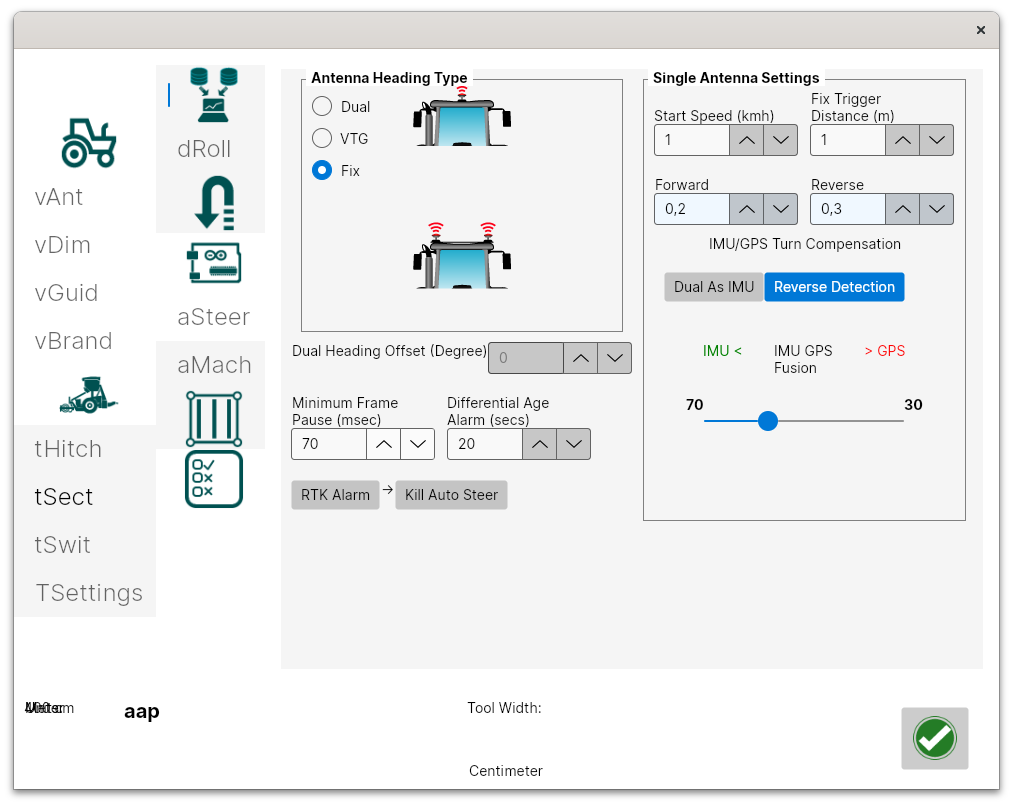 ×
vAnt
vDim
vGuid
vBrand
tHitch
tSect
tSwit
TSettings
dRoll
aSteer
aMach
Antenna Heading Type
Dual
VTG
Fix
Dual Heading Offset (Degree)
0
Minimum Frame
Pause (msec)
70
Differential Age
Alarm (secs)
20
RTK Alarm
→
Kill Auto Steer
Single Antenna Settings
Start Speed (kmh)
1
Fix Trigger
Distance (m)
1
Forward
0,2
Reverse
0,3
IMU/GPS Turn Compensation
Dual As IMU
Reverse Detection
IMU <
IMU GPS
Fusion
> GPS
70
30
aap
Tool Width:
Centimeter